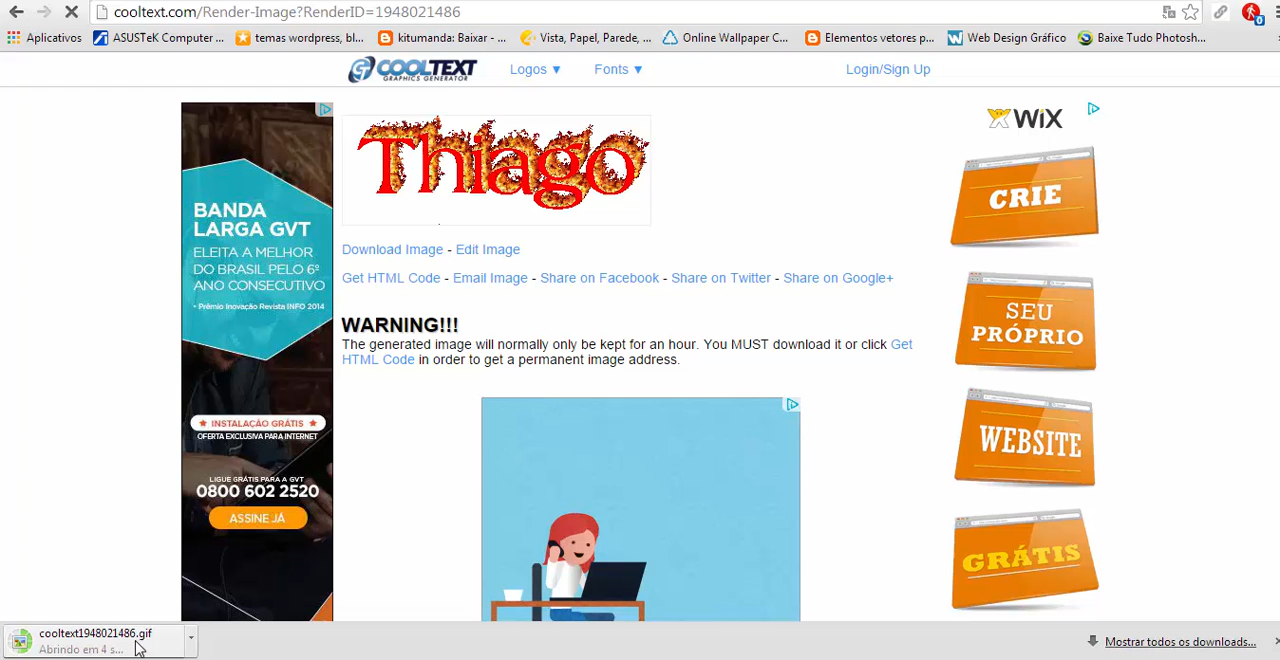 cooltext.com/Render-Image?RenderID=1948021486
Aplicativos ASUSTeK Computer ... temas wordpress, bl... kitumanda: Baixar - ... Vista, Papel, Parede, ... Online Wallpaper C... Elementos vetores p... Web Design Gráfico Baixe Tudo Photosh...
COOLTEXT
GRAPHICS GENERATOR
Logos ▼ Fonts ▼ Login/Sign Up
Thiago
Download Image - Edit Image
Get HTML Code - Email Image - Share on Facebook - Share on Twitter - Share on Google+
WARNING!!!
The generated image will normally only be kept for an hour. You MUST download it or click Get
HTML Code in order to get a permanent image address.
BANDA
LARGA GVT
ELEITA A MELHOR
DO BRASIL PELO 6º
ANO CONSECUTIVO
• Prêmio Inovação Revista INFO 2014
★ INSTALAÇÃO GRÁTIS ★
OFERTA EXCLUSIVA PARA INTERNET
LIGUE GRÁTIS PARA A GVT
0800 602 2520
ASSINE JÁ
WiX
CRIE
SEU
PRÓPRIO
WEBSITE
GRÁTIS
cooltext1948021486.gif
Abrindo em 4 s...
Mostrar todos os downloads...